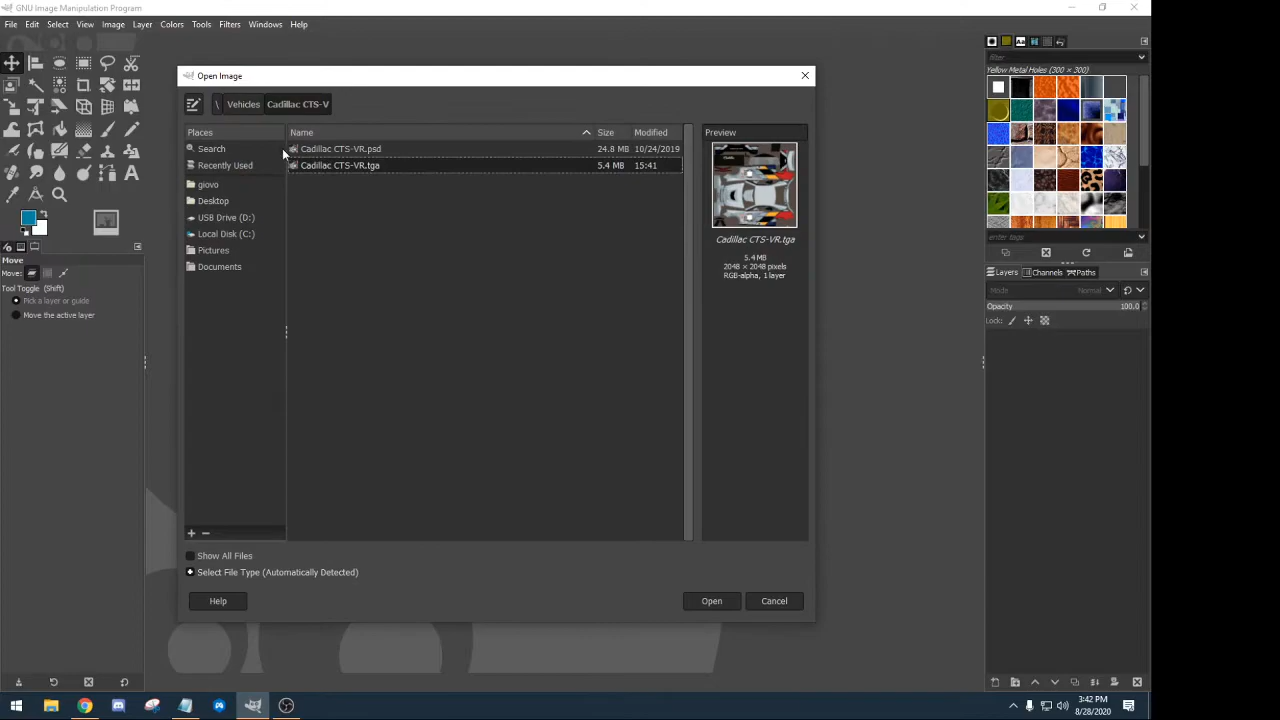 GNU Image Manipulation Program
File Edit Select View Image Layer Colors Tools Filters Windows Help
Open Image
\ Vehicles Cadillac CTS-V
Places
Search
Recently Used
giovo
Desktop
USB Drive (D:)
Local Disk (C:)
Pictures
Documents
Name Size Modified
Cadillac CTS-VR.psd 24.8 MB 10/24/2019
Cadillac CTS-VR.tga 5.4 MB 15:41
Preview
Cadillac CTS-VR.tga
5.4 MB
2048 × 2048 pixels
RGB-alpha, 1 layer
Show All Files
Select File Type (Automatically Detected)
Help Open Cancel
Move
Move:
Tool Toggle (Shift)
Pick a layer or guide
Move the active layer
filter
Yellow Metal Holes (300 × 300)
enter tags
Layers Channels Paths
Mode Normal
Opacity 100.0
Lock:
3:42 PM
8/28/2020